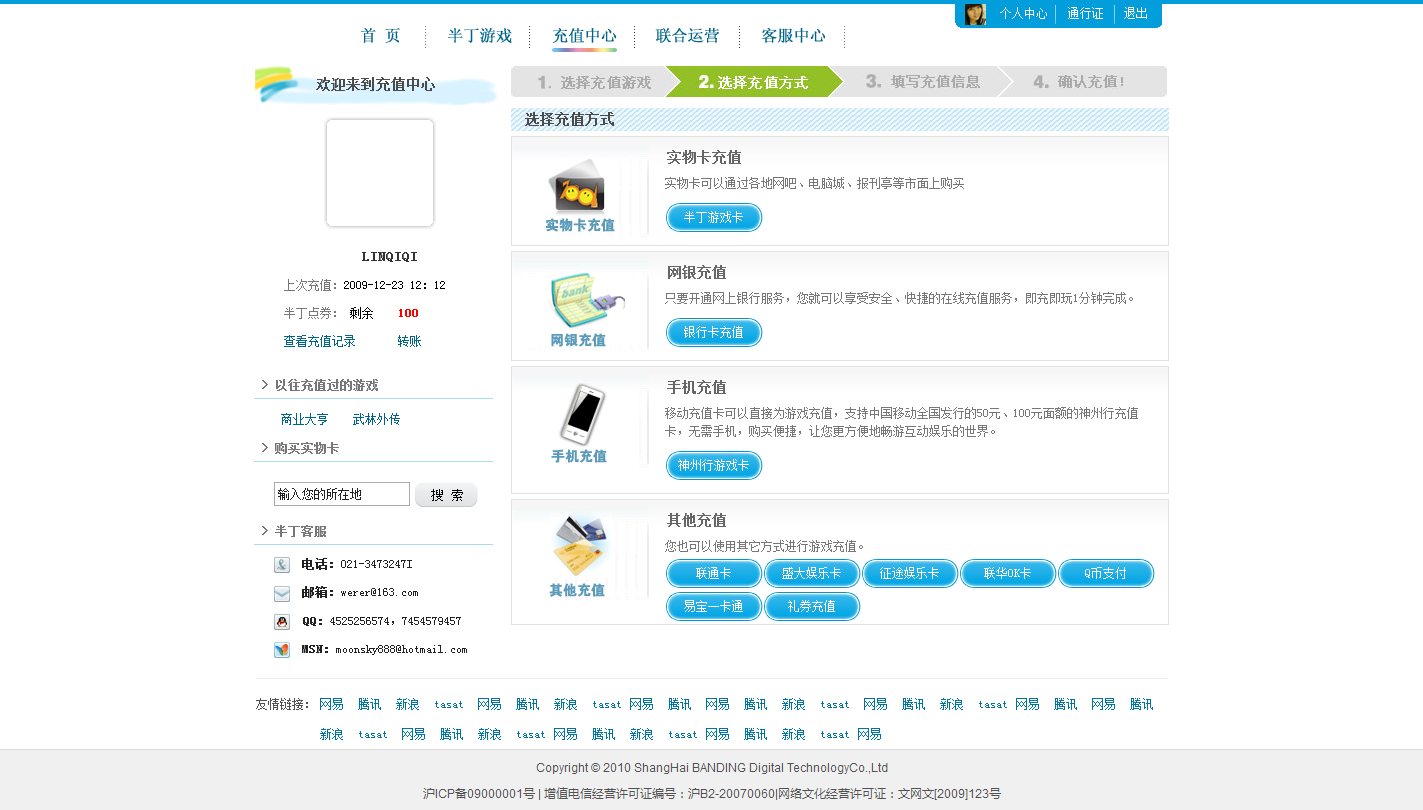 个人中心 通行证 退出
首 页 半丁游戏 充值中心 联合运营 客服中心
欢迎来到充值中心
LINQIQI
上次充值：2009-12-23 12：12
半丁点券： 剩余 100
查看充值记录 转账
以往充值过的游戏
商业大亨 武林外传
购买实物卡
输入您的所在地 搜 索
半丁客服
电话：021-3473247I
邮箱：werer@163.com
QQ：4525256574，7454579457
MSN：moonsky888@hotmail.com
1. 选择充值游戏 2. 选择充值方式 3. 填写充值信息 4. 确认充值！
选择充值方式
实物卡充值
实物卡充值
实物卡可以通过各地网吧、电脑城、报刊亭等市面上购买
半丁游戏卡
bank
网银充值
网银充值
只要开通网上银行服务，您就可以享受安全、快捷的在线充值服务，即充即玩1分钟完成。
银行卡充值
手机充值
手机充值
移动充值卡可以直接为游戏充值，支持中国移动全国发行的50元、100元面额的神州行充值
卡，无需手机，购买便捷，让您更方便地畅游互动娱乐的世界。
神州行游戏卡
其他充值
其他充值
您也可以使用其它方式进行游戏充值。
联通卡 盛大娱乐卡 征途娱乐卡 联华OK卡 Q币支付
易宝一卡通 礼券充值
友情链接： 网易 腾讯 新浪 tasat 网易 腾讯 新浪 tasat 网易 腾讯 网易 腾讯 新浪 tasat 网易 腾讯 新浪 tasat 网易 腾讯 网易 腾讯
新浪 tasat 网易 腾讯 新浪 tasat 网易 腾讯 新浪 tasat 网易 腾讯 新浪 tasat 网易
Copyright © 2010 ShangHai BANDING Digital TechnologyCo.,Ltd
沪ICP备09000001号 | 增值电信经营许可证编号：沪B2-20070060|网络文化经营许可证：文网文[2009]123号